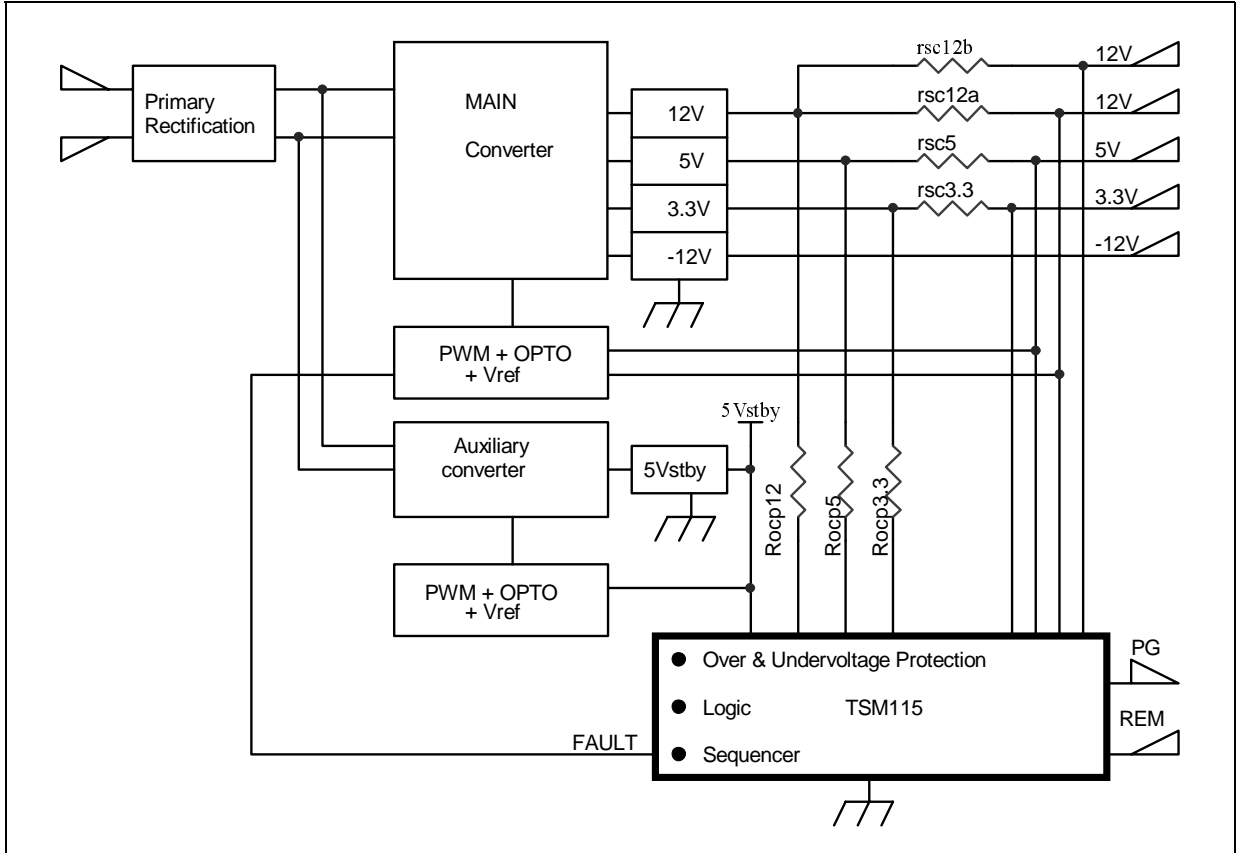 rsc12b
12V
Primary
Rectification
MAIN
Converter
12V
rsc12a
12V
5V
rsc5
5V
3.3V
rsc3.3
3.3V
-12V
-12V
PWM + OPTO
+ Vref
5Vstby
Auxiliary
converter
5Vstby
Rocp12
Rocp5
Rocp3.3
PWM + OPTO
+ Vref
● Over & Undervoltage Protection
● Logic
TSM115
● Sequencer
PG
REM
FAULT